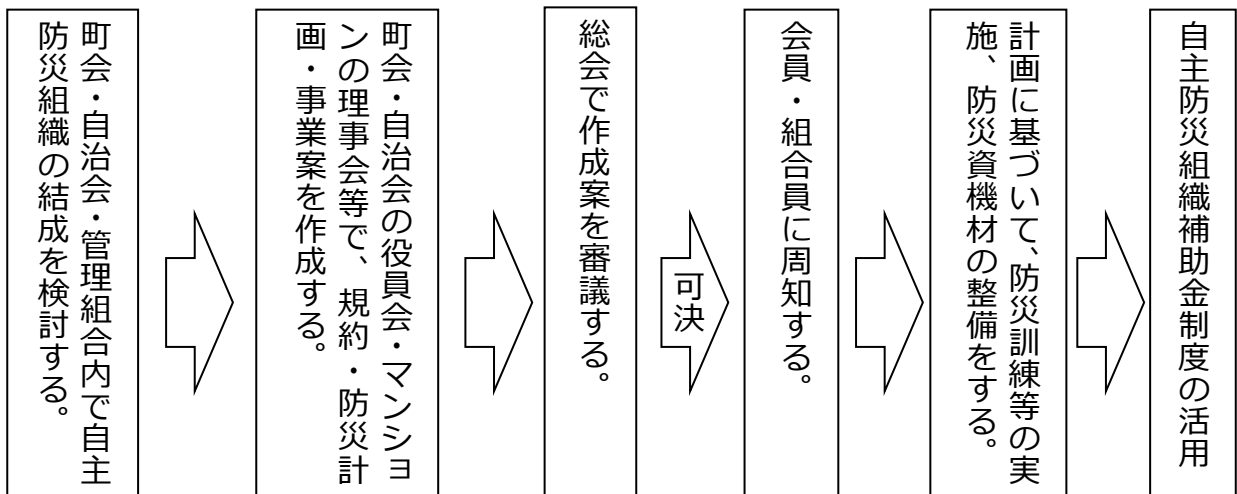 町会・自治会・管理組合内で自主
防災組織の結成を検討する。
町会・自治会の役員会・マンショ
ンの理事会等で、規約・防災計
画・事業案を作成する。
総会で作成案を審議する。
可決
会員・組合員に周知する。
計画に基づいて、防災訓練等の実
施、防災資機材の整備をする。
自主防災組織補助金制度の活用